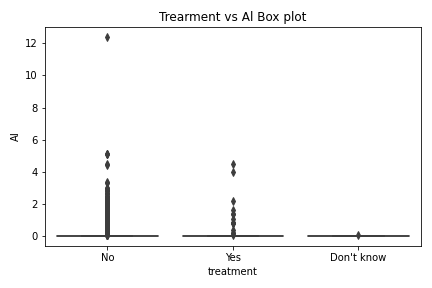 Trearment vs Al Box plot
12
10
8
6
4
2
0
Al
No
Yes
Don't know
treatment